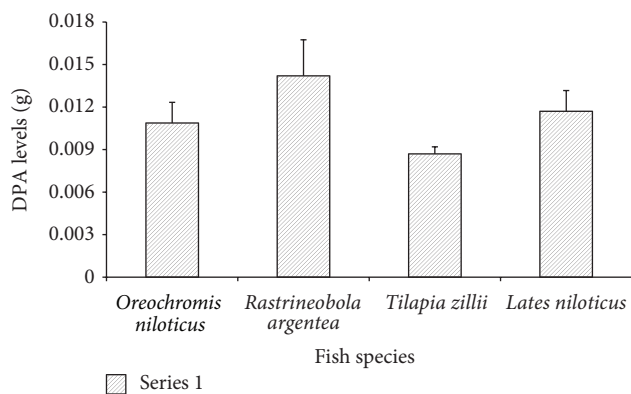 DPA levels (g)
0.018
0.015
0.012
0.009
0.006
0.003
0
Oreochromis
niloticus
Rastrineobola
argentea
Tilapia zillii
Lates niloticus
Fish species
Series 1